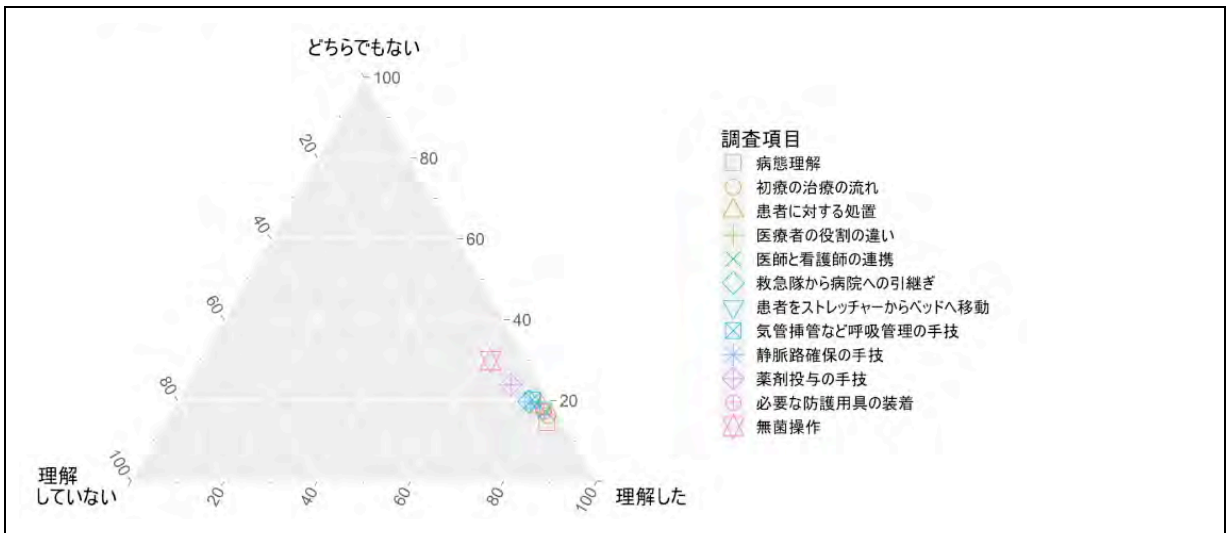 どちらでもない
100
20
80
40
60
60
40
80
20
100
理解
していない
20
40
60
80
100
理解した
調査項目
病態理解
初療の治療の流れ
患者に対する処置
医療者の役割の違い
医師と看護師の連携
救急隊から病院への引継ぎ
患者をストレッチャーからベッドへ移動
気管挿管など呼吸管理の手技
静脈路確保の手技
薬剤投与の手技
必要な防護用具の装着
無菌操作